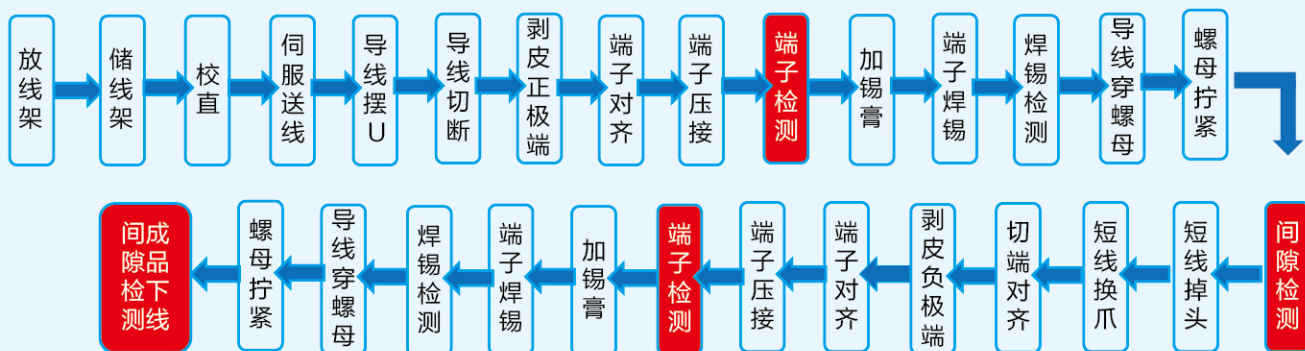 放线架
储线架
校直
伺服送线
导线摆U
导线切断
剥皮正极端
端子对齐
端子压接
端子检测
加锡膏
端子焊锡
焊锡检测
导线穿螺母
螺母拧紧
间隙检测
短线掉头
短线换爪
切端对齐
剥皮负极端
端子对齐
端子压接
端子检测
加锡膏
端子焊锡
焊锡检测
导线穿螺母
螺母拧紧
成品下线
间隙检测